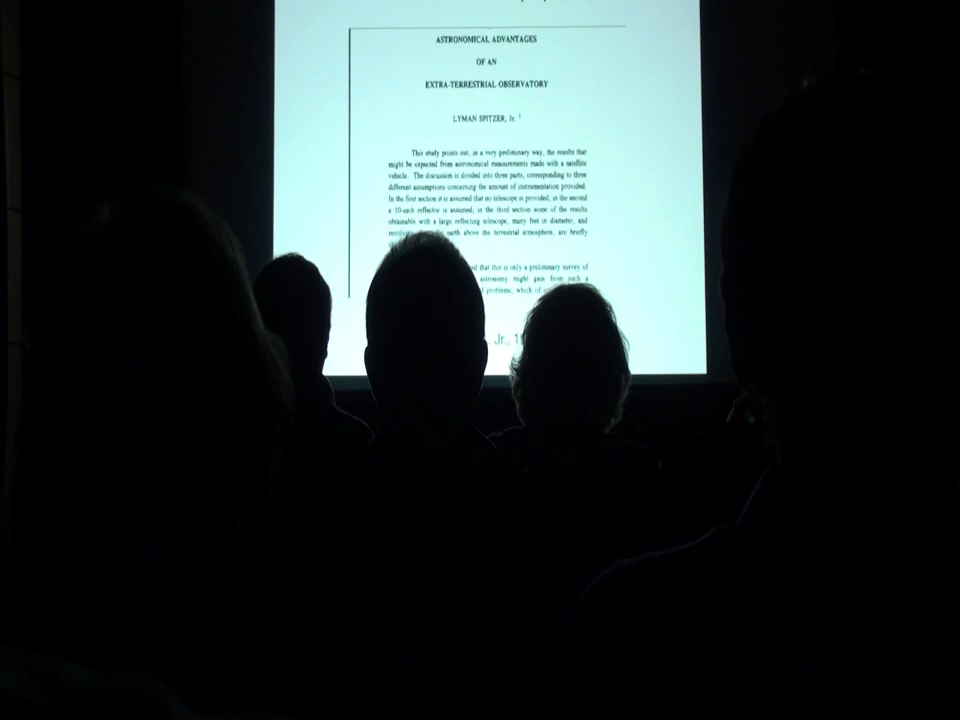 ASTRONOMICAL ADVANTAGES
OF AN
EXTRA-TERRESTRIAL OBSERVATORY
LYMAN SPITZER, Jr. 1
This study points out, in a very preliminary way, the results that
might be expected from astronomical measurements made with a satellite
vehicle. The discussion is divided into three parts, corresponding to three
different assumptions concerning the amount of instrumentation provided.
In the first section it is assumed that no telescope is provided; in the second
a 10-inch reflector is assumed; in the third section some of the results
obtainable with a large reflecting telescope, many feet in diameter, and
earth above the terrestrial atmosphere, are briefly
that this is only a preliminary survey of
astronomy might gain from such a
problems, which of
Jr., 1